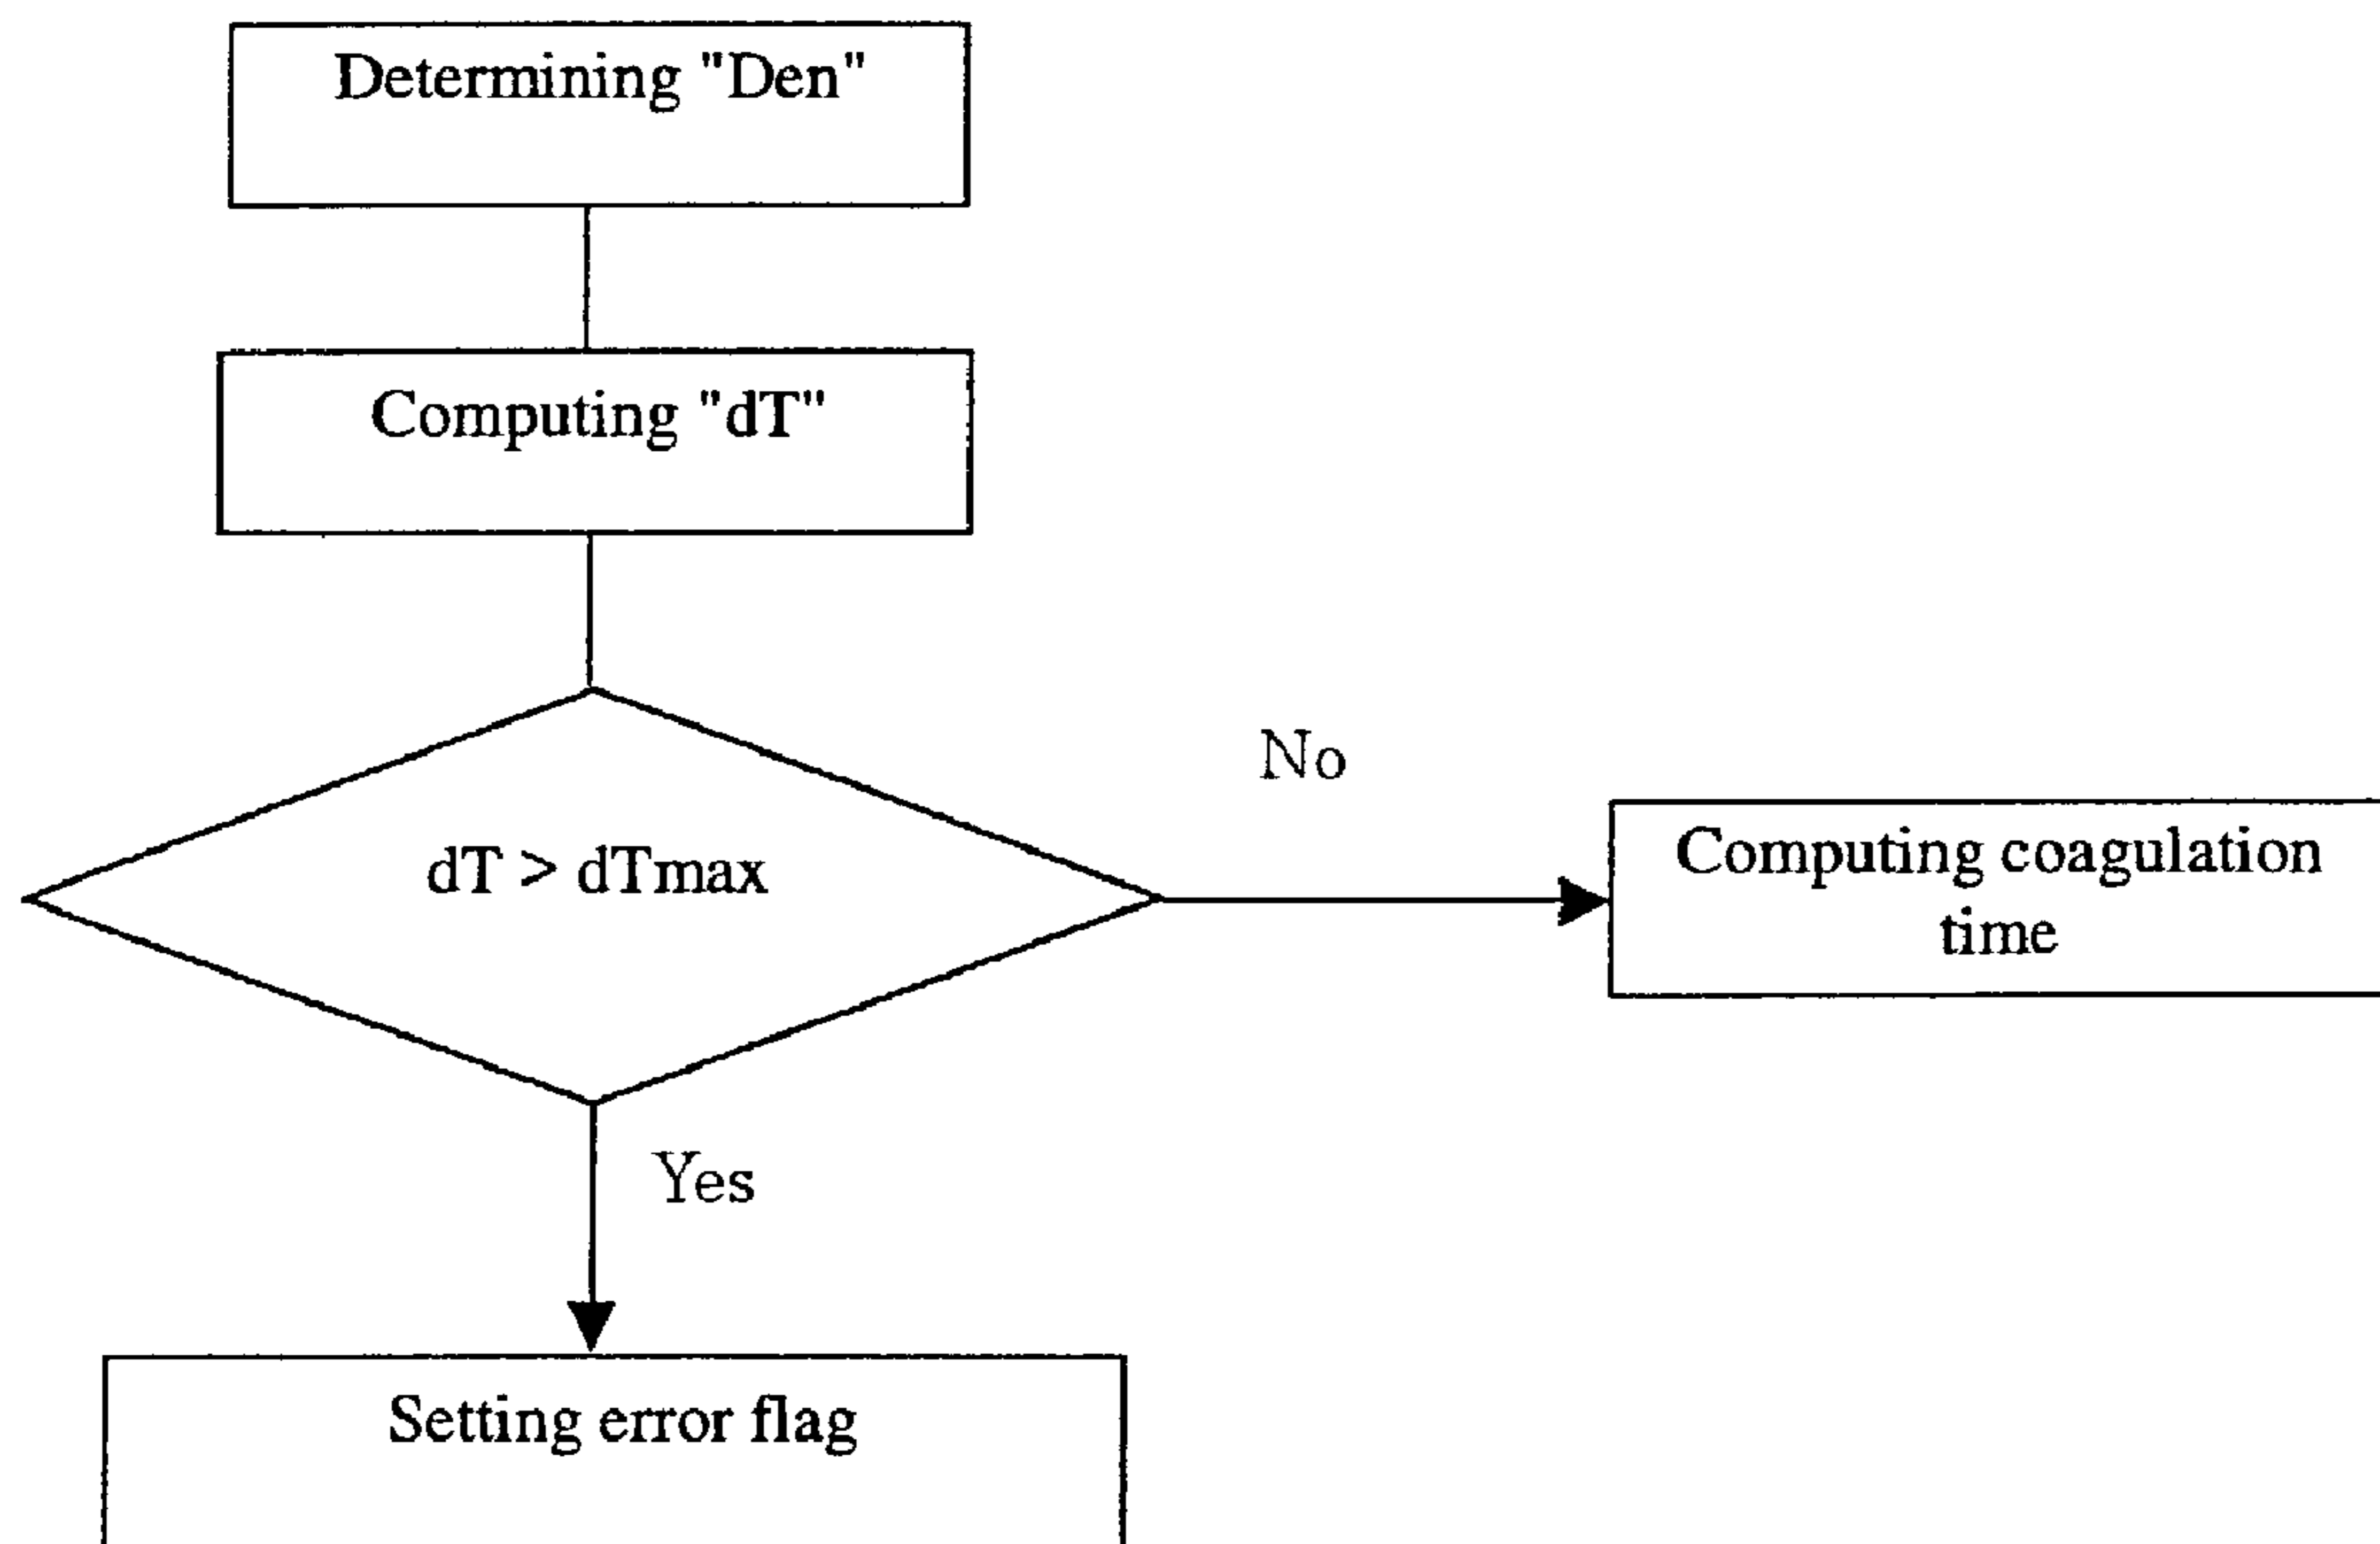 Determining "Den"
Computing "dT"
dT > dTmax
No
Computing coagulation
time
Yes
Setting error flag